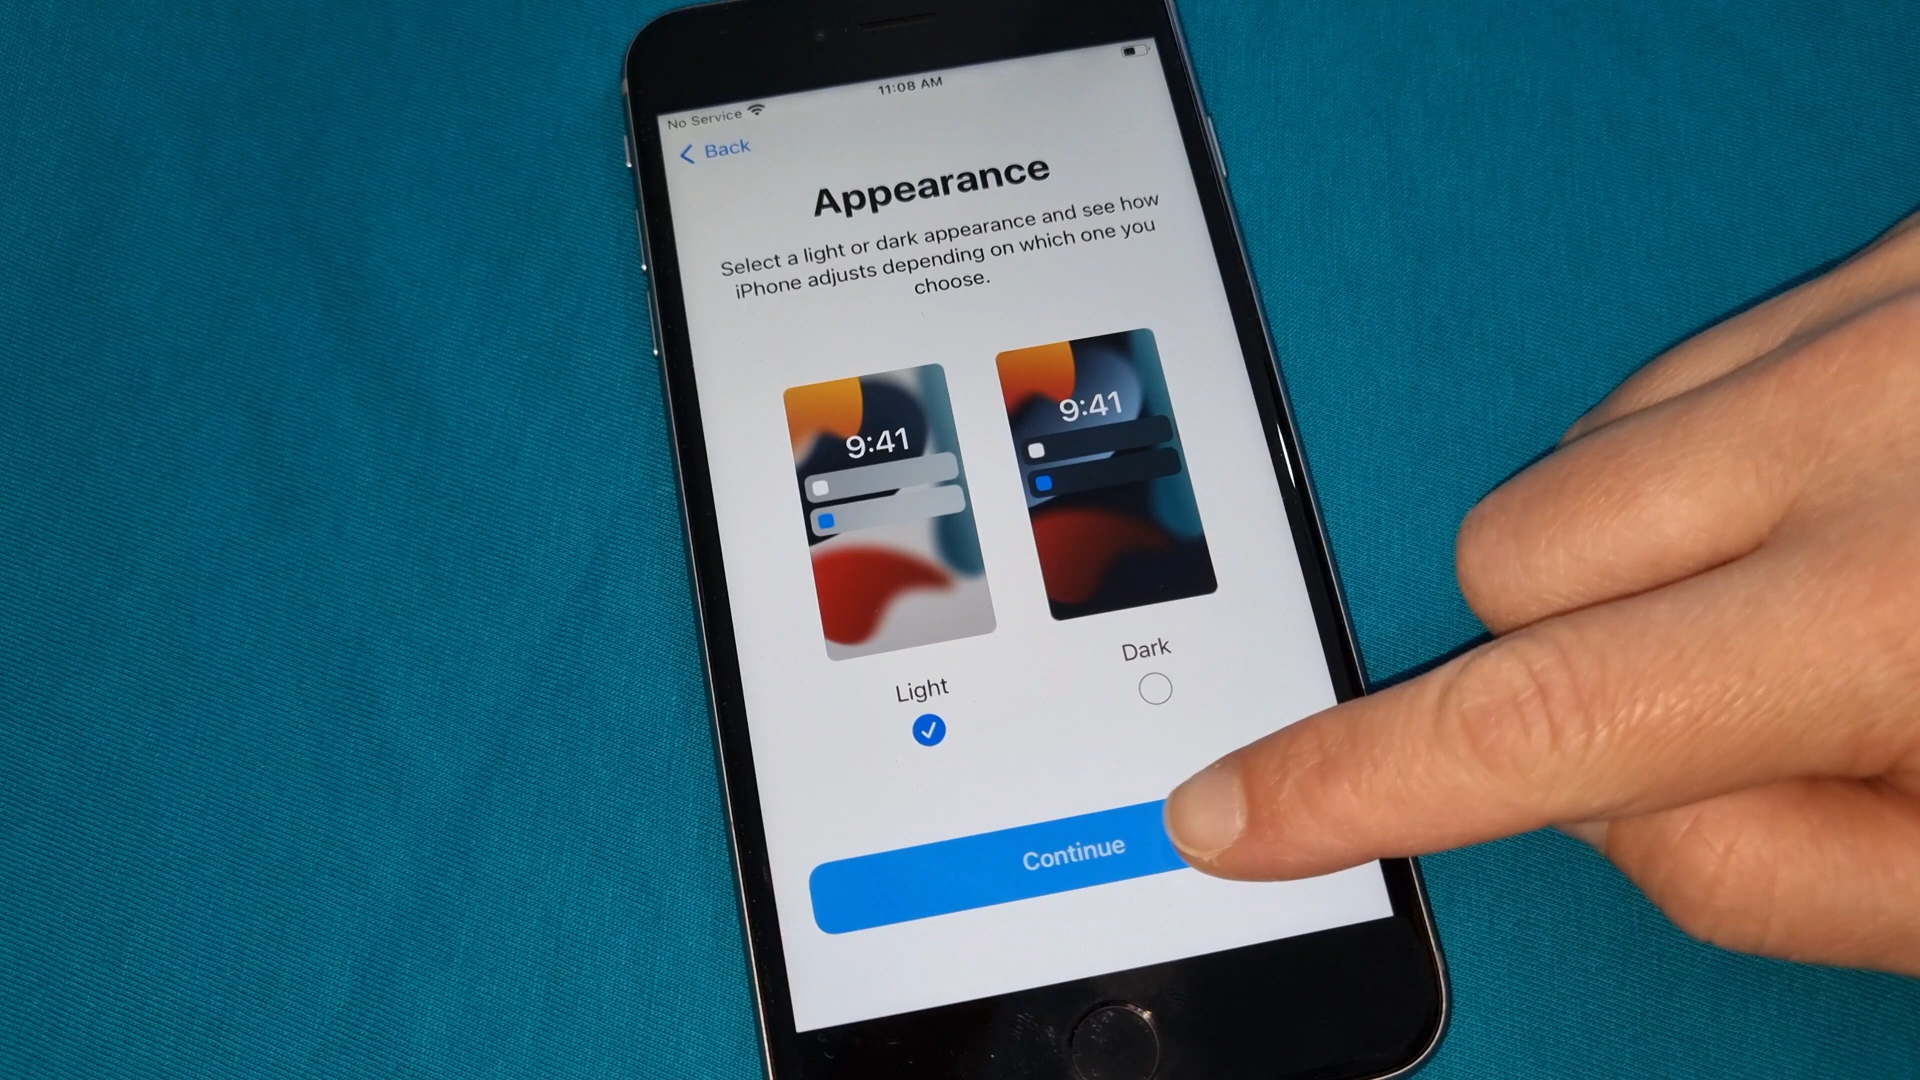 11:08 AM
No Service
Back
Appearance
Select a light or dark appearance and see how
iPhone adjusts depending on which one you
choose.
9:41
9:41
Light
Dark
Continue